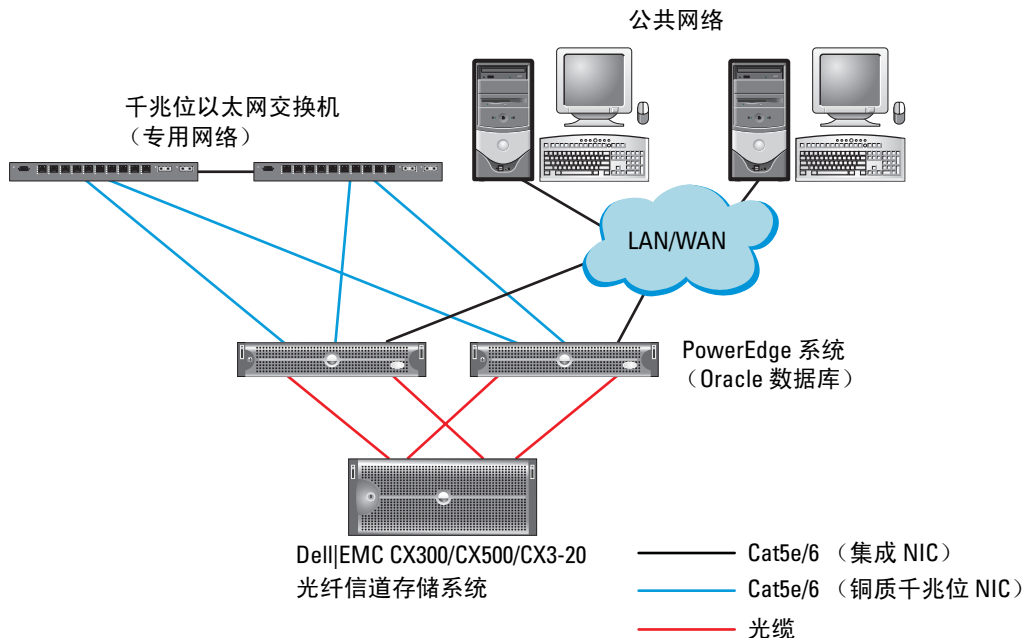 公共网络
千兆位以太网交换机
（专用网络）
LAN/WAN
PowerEdge 系统
（Oracle 数据库）
Dell|EMC CX300/CX500/CX3-20
光纤信道存储系统
Cat5e/6 （集成 NIC）
Cat5e/6 （铜质千兆位 NIC）
光缆